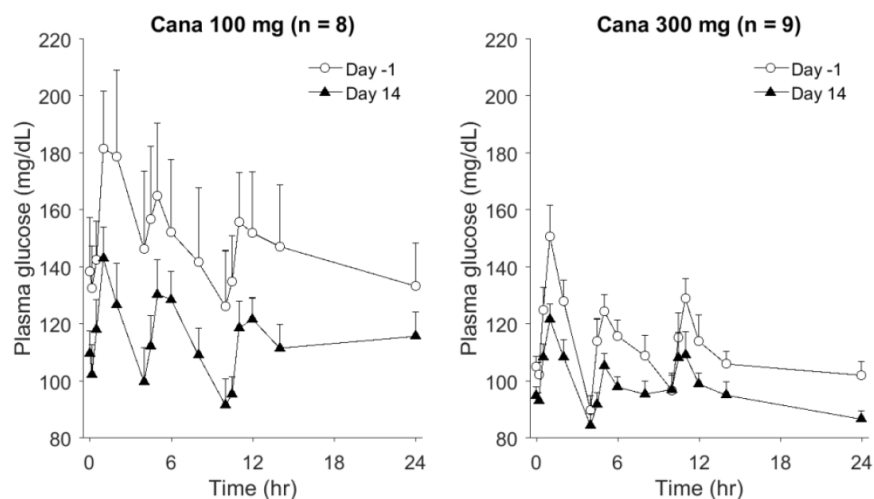 Cana 100 mg (n = 8)
220
200
180
160
140
120
100
80
Plasma glucose (mg/dL)
Day -1
Day 14
0
6
12
18
24
Time (hr)
Cana 300 mg (n = 9)
220
200
180
160
140
120
100
80
Plasma glucose (mg/dL)
Day -1
Day 14
0
6
12
18
24
Time (hr)